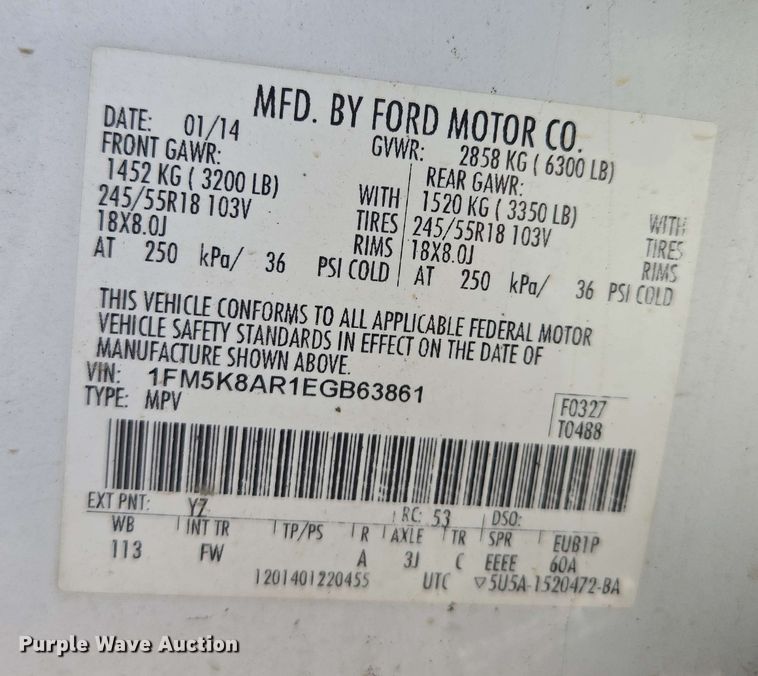 MFD. BY FORD MOTOR CO.
DATE: 01/14 GVWR: 2858 KG ( 6300 LB)
FRONT GAWR: REAR GAWR:
1452 KG ( 3200 LB) WITH 1520 KG ( 3350 LB) WITH
245/55R18 103V TIRES 245/55R18 103V TIRES
18X8.0J RIMS 18X8.0J RIMS
AT 250 kPa/ 36 PSI COLD AT 250 kPa/ 36 PSI COLD
THIS VEHICLE CONFORMS TO ALL APPLICABLE FEDERAL MOTOR
VEHICLE SAFETY STANDARDS IN EFFECT ON THE DATE OF
MANUFACTURE SHOWN ABOVE.
VIN: 1FM5K8AR1EGB63861
TYPE: MPV
F0327
T0488
EXT PNT: YZ RC: 53 DSO:
WB INT TR TP/PS R AXLE TR SPR EUB1P
113 FW A 3J C EEEE 60A
1201401220455 UTC ▽5U5A-1520472-BA
Purple Wave Auction